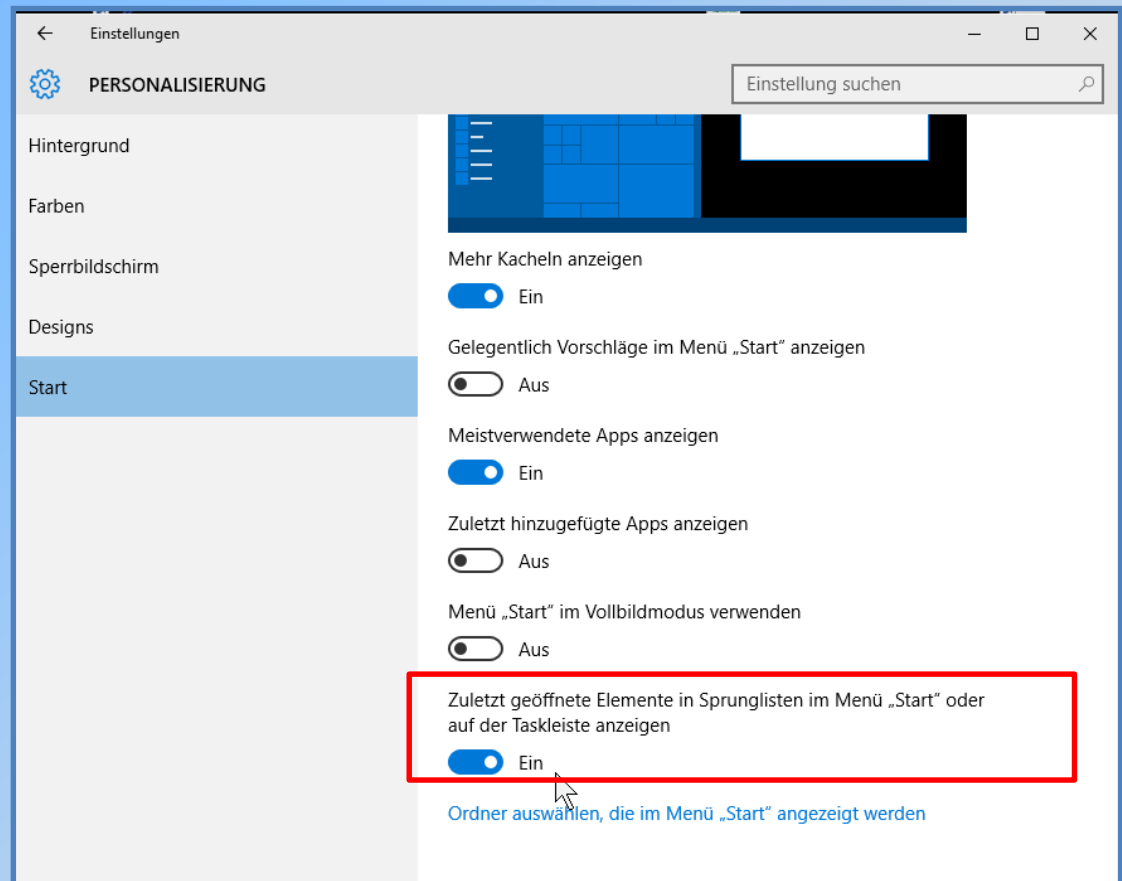 Einstellungen
PERSONALISIERUNG
Einstellung suchen
Hintergrund
Farben
Sperrbildschirm
Designs
Start
Mehr Kacheln anzeigen
Ein
Gelegentlich Vorschläge im Menü „Start“ anzeigen
Aus
Meistverwendete Apps anzeigen
Ein
Zuletzt hinzugefügte Apps anzeigen
Aus
Menü „Start“ im Vollbildmodus verwenden
Aus
Zuletzt geöffnete Elemente in Sprunglisten im Menü „Start“ oder
auf der Taskleiste anzeigen
Ein
Ordner auswählen, die im Menü „Start“ angezeigt werden